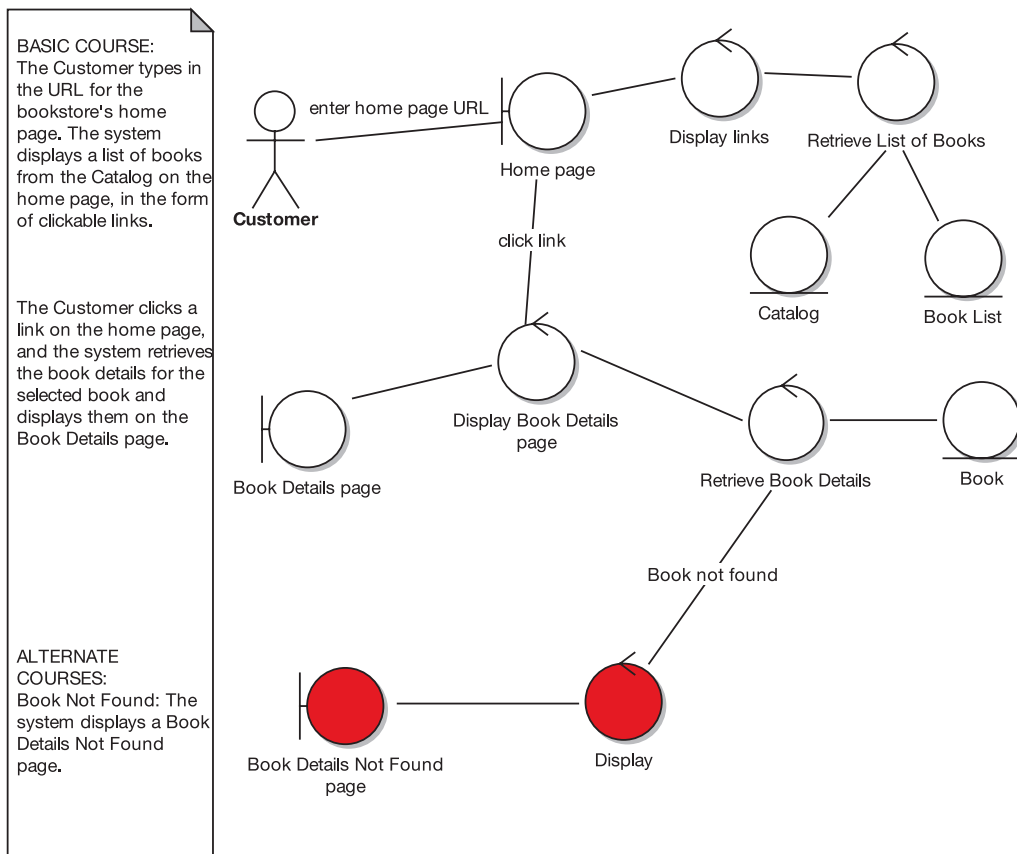 BASIC COURSE:
The Customer types in
the URL for the
bookstore's home
page. The system
displays a list of books
from the Catalog on the
home page, in the form
of clickable links.
The Customer clicks a
link on the home page,
and the system retrieves
the book details for the
selected book and
displays them on the
Book Details page.
ALTERNATE
COURSES:
Book Not Found: The
system displays a Book
Details Not Found
page.
enter home page URL
Customer
Home page
Display links
Retrieve List of Books
click link
Catalog
Book List
Book Details page
Display Book Details
page
Retrieve Book Details
Book
Book not found
Book Details Not Found
page
Display